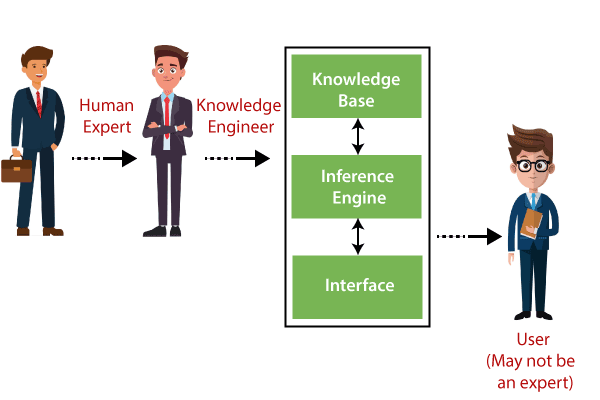 Human
Expert
Knowledge
Engineer
Knowledge
Base
Inference
Engine
Interface
User
(May not be
an expert)